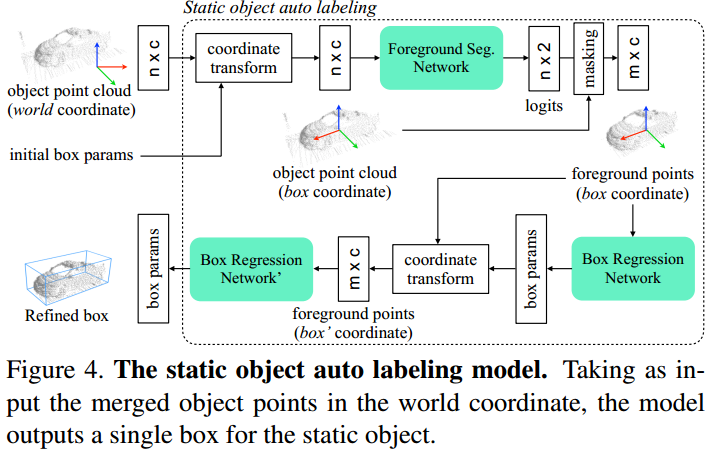 Static object auto labeling
object point cloud
(world coordinate)
n x c
coordinate
transform
n x c
Foreground Seg.
Network
n x 2
logits
masking
m x c
initial box params
object point cloud
(box coordinate)
foreground points
(box coordinate)
Refined box
box params
Box Regression
Network’
m x c
foreground points
(box’ coordinate)
coordinate
transform
box params
Box Regression
Network
Figure 4. The static object auto labeling model. Taking as in-
put the merged object points in the world coordinate, the model
outputs a single box for the static object.